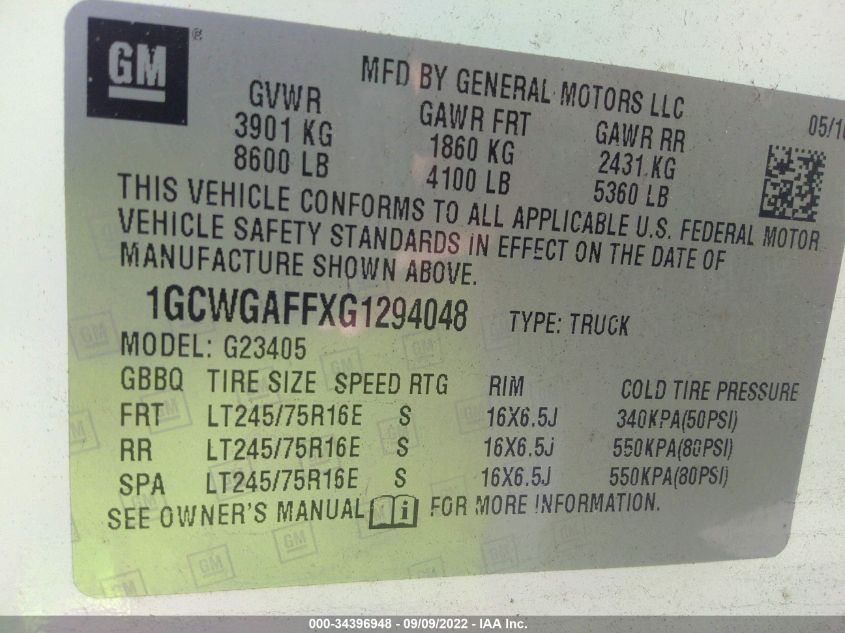 GM ®
MFD BY GENERAL MOTORS LLC
05/16
GVWR GAWR FRT GAWR RR
3901 KG 1860 KG 2431 KG
8600 LB 4100 LB 5360 LB
THIS VEHICLE CONFORMS TO ALL APPLICABLE U.S. FEDERAL MOTOR
VEHICLE SAFETY STANDARDS IN EFFECT ON THE DATE OF
MANUFACTURE SHOWN ABOVE.
1GCWGAFFXG1294048 TYPE: TRUCK
MODEL: G23405
GBBQ TIRE SIZE SPEED RTG RIM COLD TIRE PRESSURE
FRT LT245/75R16E S 16X6.5J 340KPA(50PSI)
RR LT245/75R16E S 16X6.5J 550KPA(80PSI)
SPA LT245/75R16E S 16X6.5J 550KPA(80PSI)
SEE OWNER'S MANUAL i FOR MORE INFORMATION.
000-34396948 - 09/09/2022 - IAA Inc.